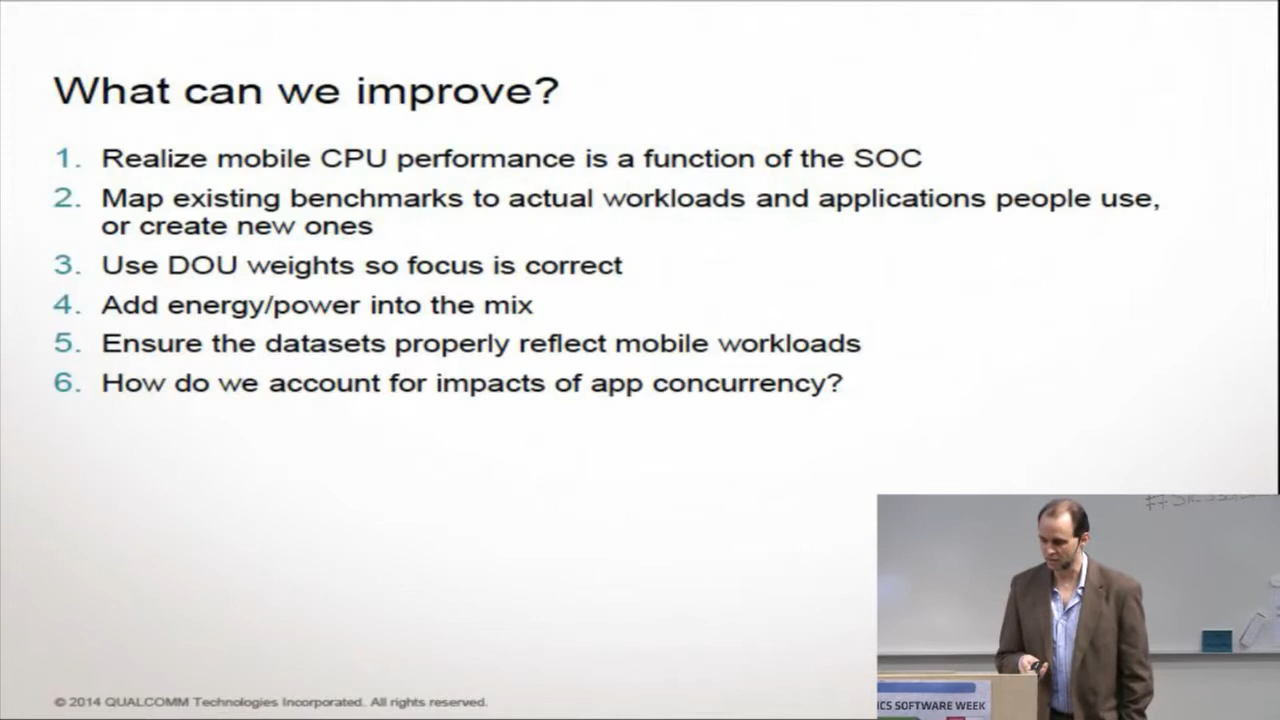 What can we improve?
1. Realize mobile CPU performance is a function of the SOC
2. Map existing benchmarks to actual workloads and applications people use,
or create new ones
3. Use DOU weights so focus is correct
4. Add energy/power into the mix
5. Ensure the datasets properly reflect mobile workloads
6. How do we account for impacts of app concurrency?
ICS SOFTWARE WEEK
© 2014 QUALCOMM Technologies Incorporated. All rights reserved.